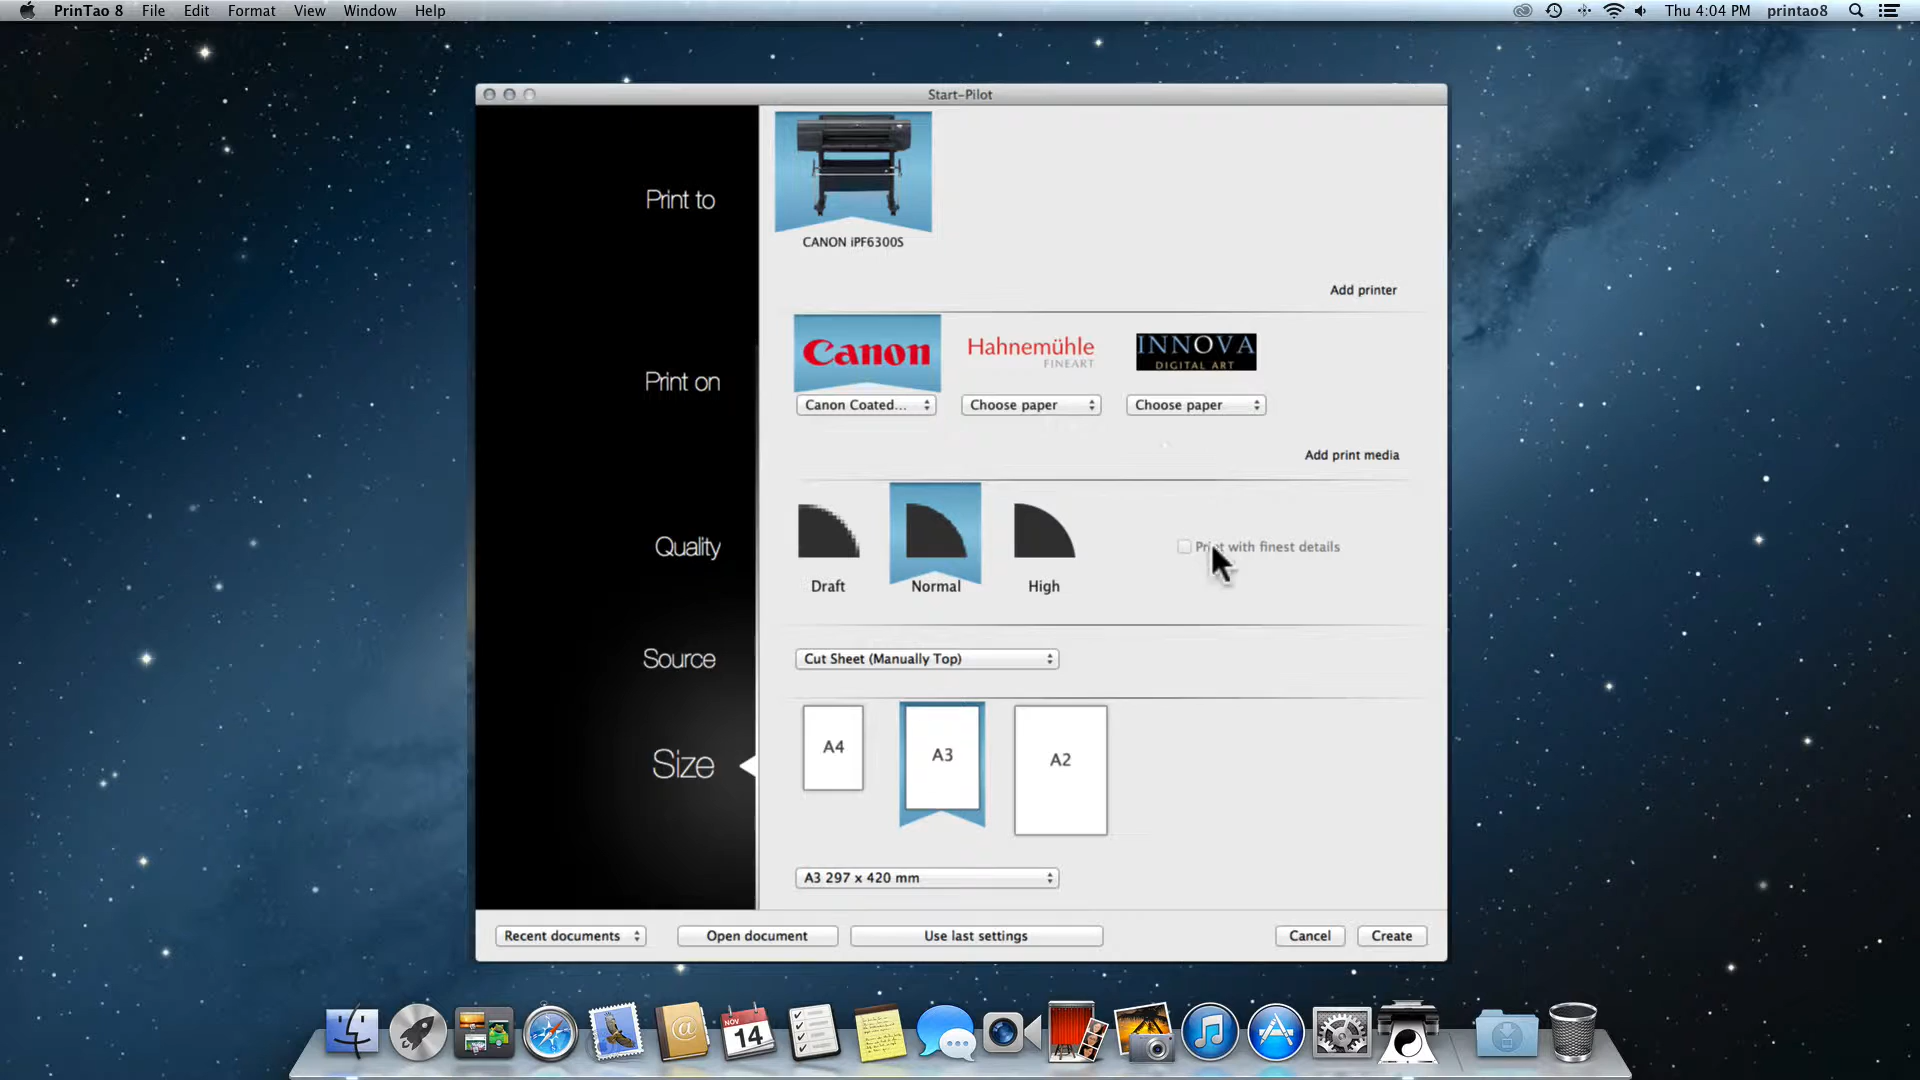 PrinTao 8 File Edit Format View Window Help Thu 4:04 PM printao8
Start-Pilot
Print to
CANON iPF6300S
Add printer
Print on
Canon Hahnemühle FINEART INNOVA DIGITAL ART
Canon Coated... Choose paper Choose paper
Add print media
Quality
Print with finest details
Draft Normal High
Source
Cut Sheet (Manually Top)
Size
A4 A3 A2
A3 297 x 420 mm
Recent documents Open document Use last settings Cancel Create
NOV
14